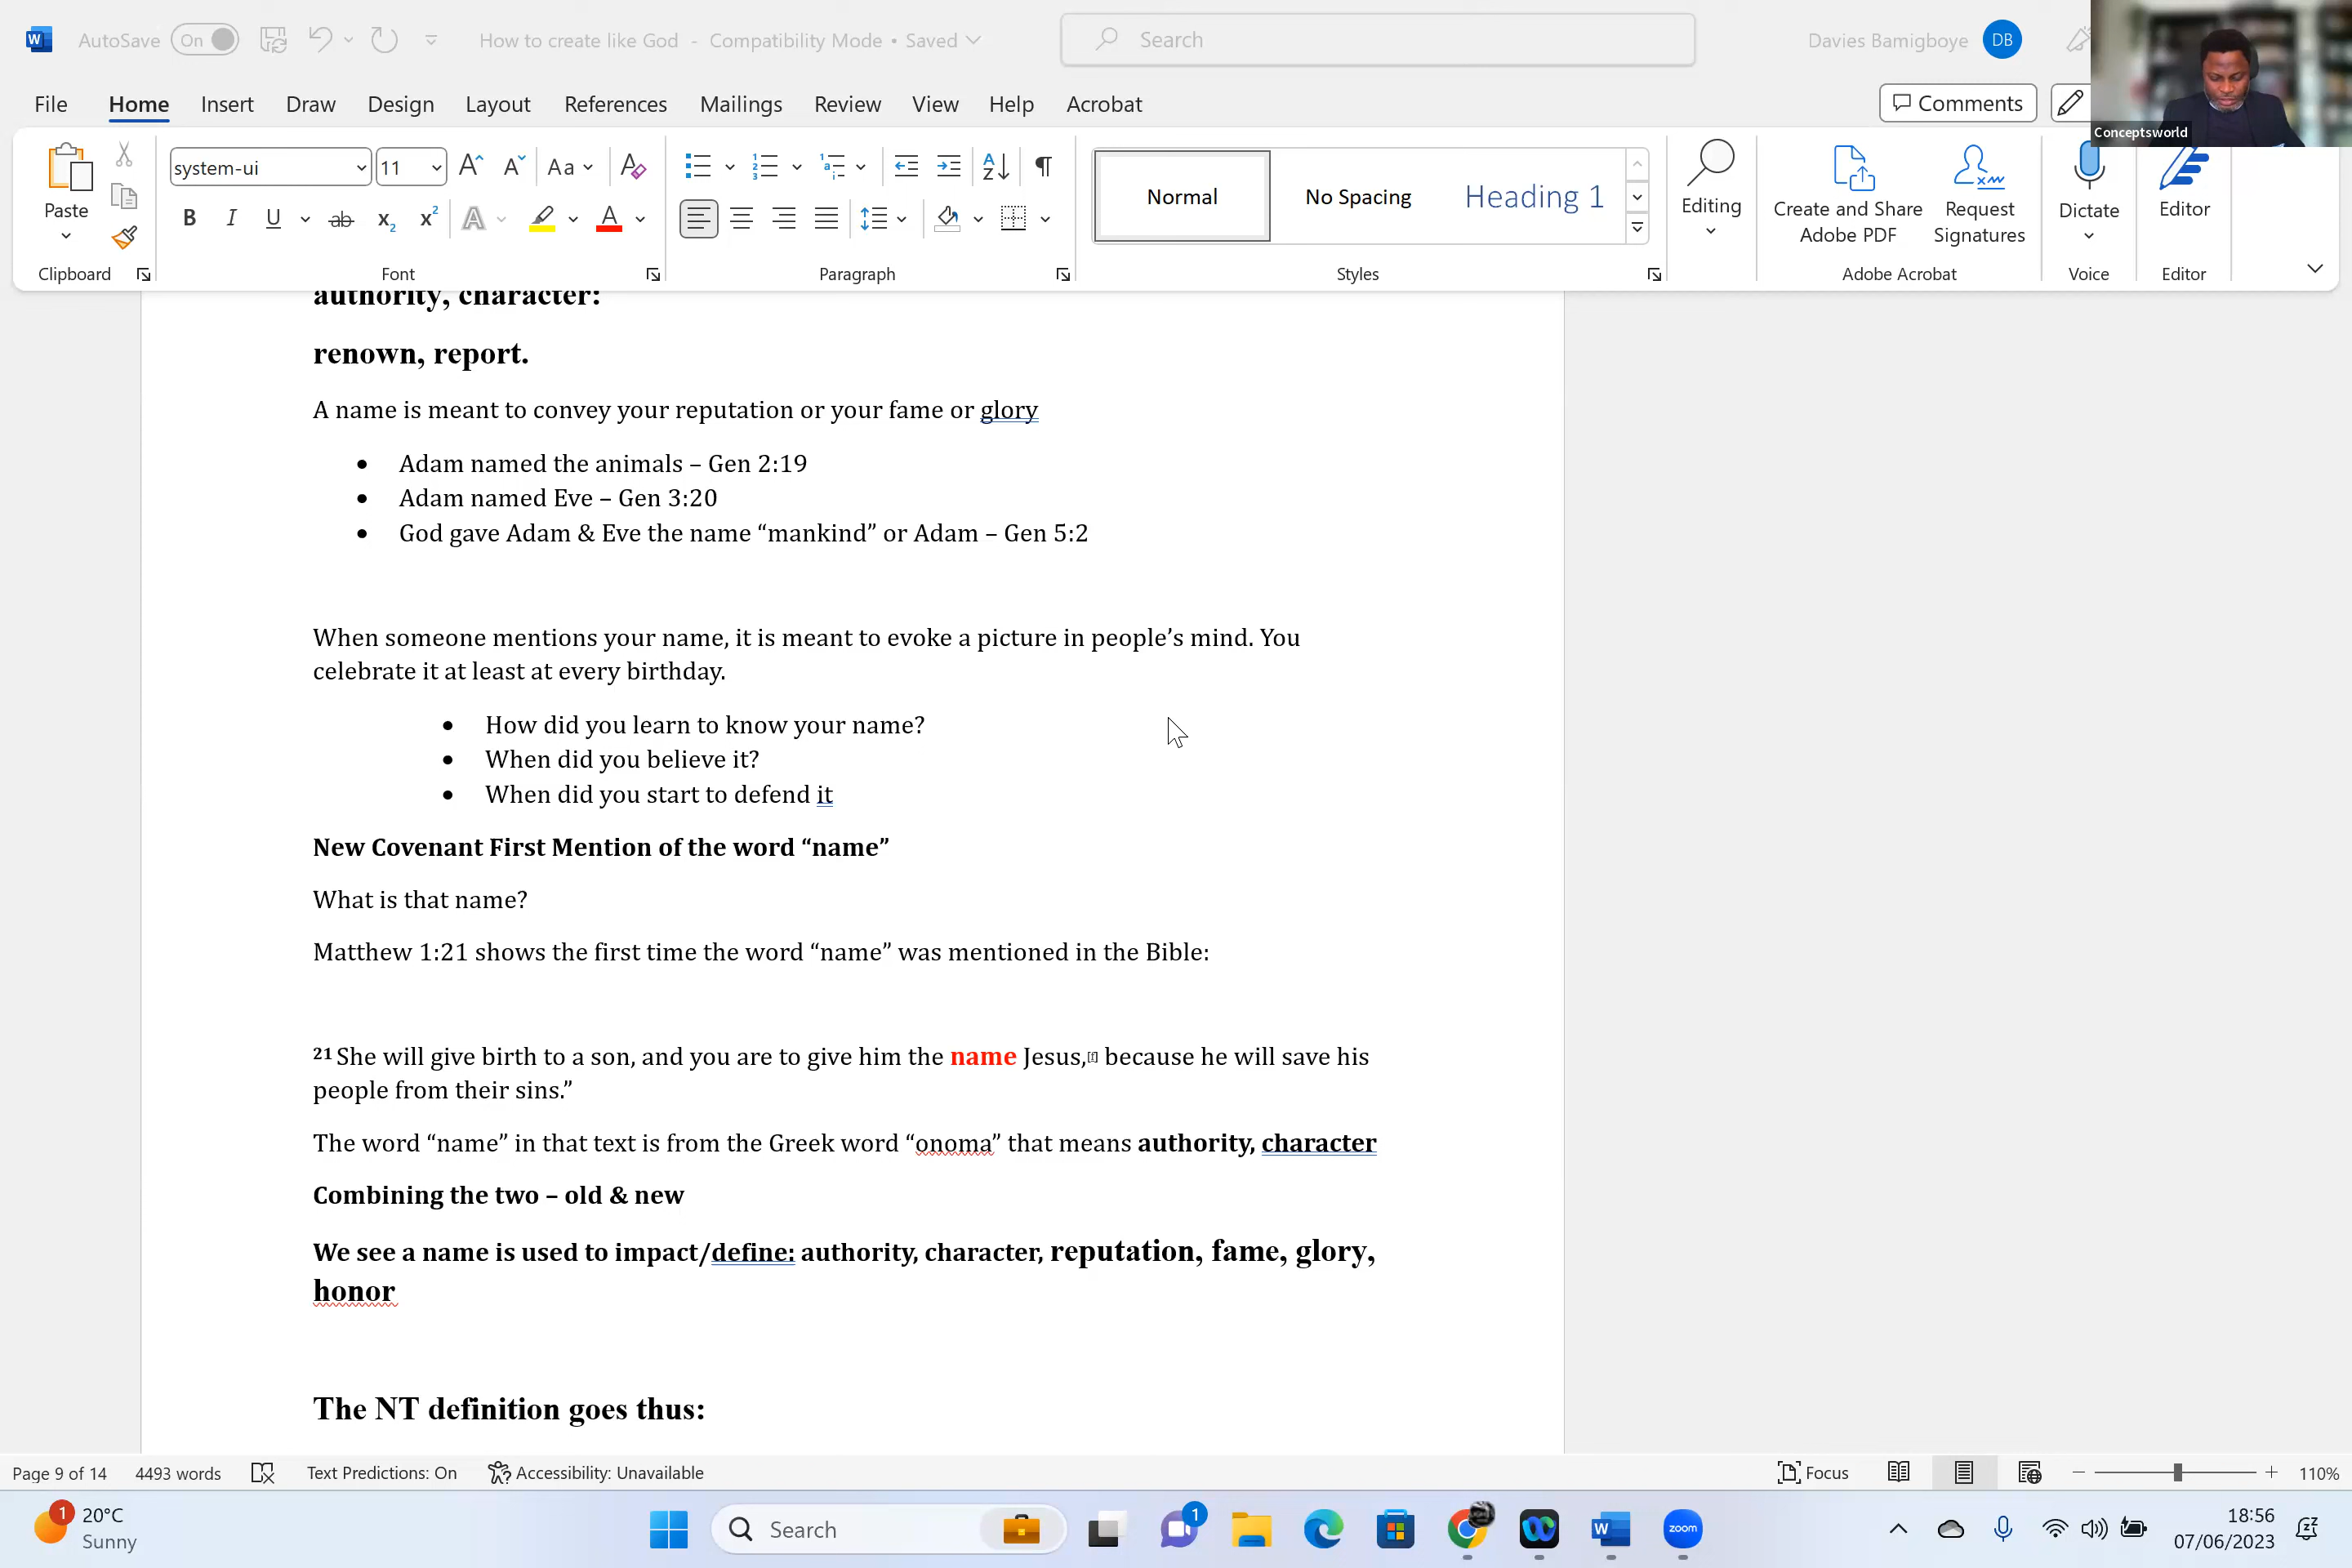 AutoSave On How to create like God - Compatibility Mode • Saved Search Davies Bamigboye DB
File Home Insert Draw Design Layout References Mailings Review View Help Acrobat Comments
Conceptsworld
system-ui 11 Aa
Paste
Normal No Spacing Heading 1
Editing
Create and Share Adobe PDF
Request Signatures
Dictate
Editor
Clipboard Font Paragraph Styles Adobe Acrobat Voice Editor
authority, character:
renown, report.
A name is meant to convey your reputation or your fame or glory
• Adam named the animals – Gen 2:19
• Adam named Eve – Gen 3:20
• God gave Adam & Eve the name “mankind” or Adam – Gen 5:2
When someone mentions your name, it is meant to evoke a picture in people’s mind. You
celebrate it at least at every birthday.
• How did you learn to know your name?
• When did you believe it?
• When did you start to defend it
New Covenant First Mention of the word “name”
What is that name?
Matthew 1:21 shows the first time the word “name” was mentioned in the Bible:
21 She will give birth to a son, and you are to give him the name Jesus,[f] because he will save his
people from their sins.”
The word “name” in that text is from the Greek word “onoma” that means authority, character
Combining the two – old & new
We see a name is used to impact/define: authority, character, reputation, fame, glory,
honor
The NT definition goes thus:
Page 9 of 14 4493 words Text Predictions: On Accessibility: Unavailable Focus 110%
1 20°C
Sunny
Search
1
zoom
18:56
07/06/2023